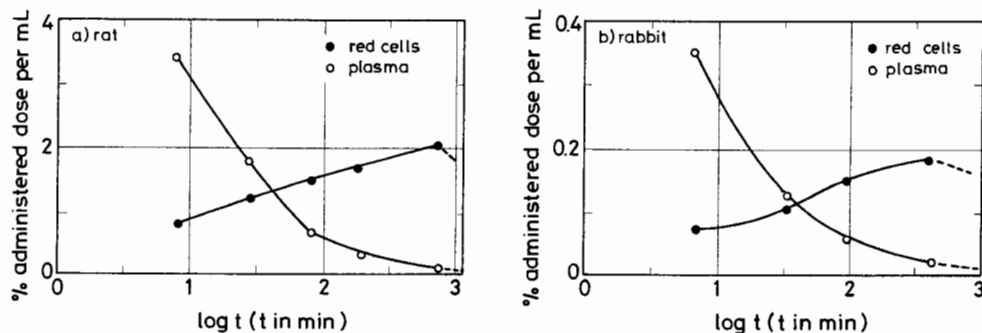 % administered dose per mL
4
2
0
a) rat
● red cells
○ plasma
0
1
2
3
log t (t in min)
% administered dose per mL
0.4
0.2
0
b) rabbit
● red cells
○ plasma
0
1
2
3
log t (t in min)